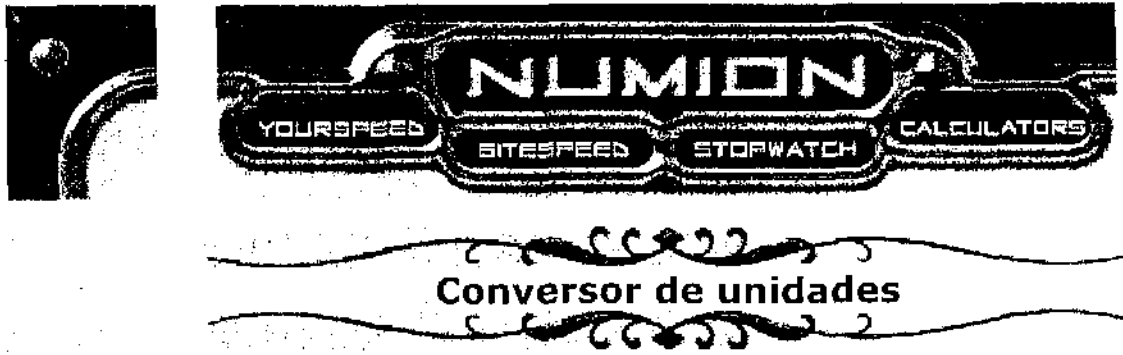 NUMION
YOURSPEED
SITESPEED
STOPWATCH
CALCULATORS
Conversor de unidades